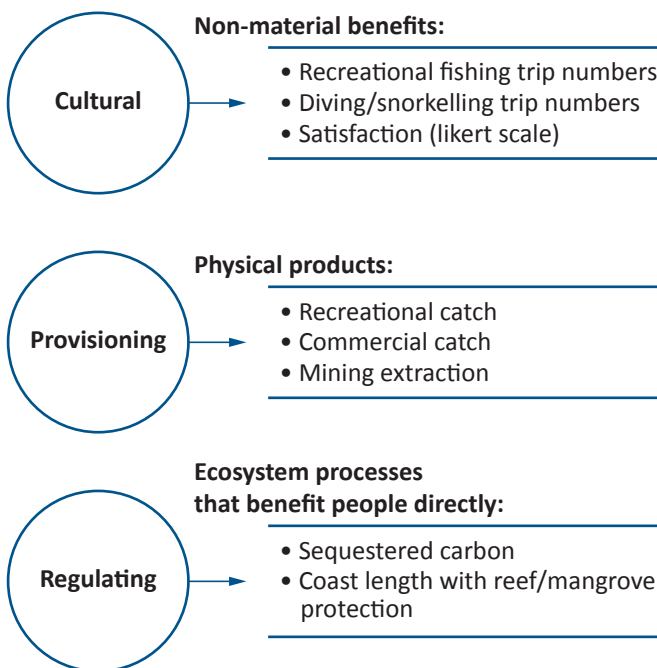 Non-material benefits:
Cultural
• Recreational fishing trip numbers
• Diving/snorkelling trip numbers
• Satisfaction (likert scale)
Physical products:
Provisioning
• Recreational catch
• Commercial catch
• Mining extraction
Ecosystem processes
that benefit people directly:
Regulating
• Sequestered carbon
• Coast length with reef/mangrove
protection